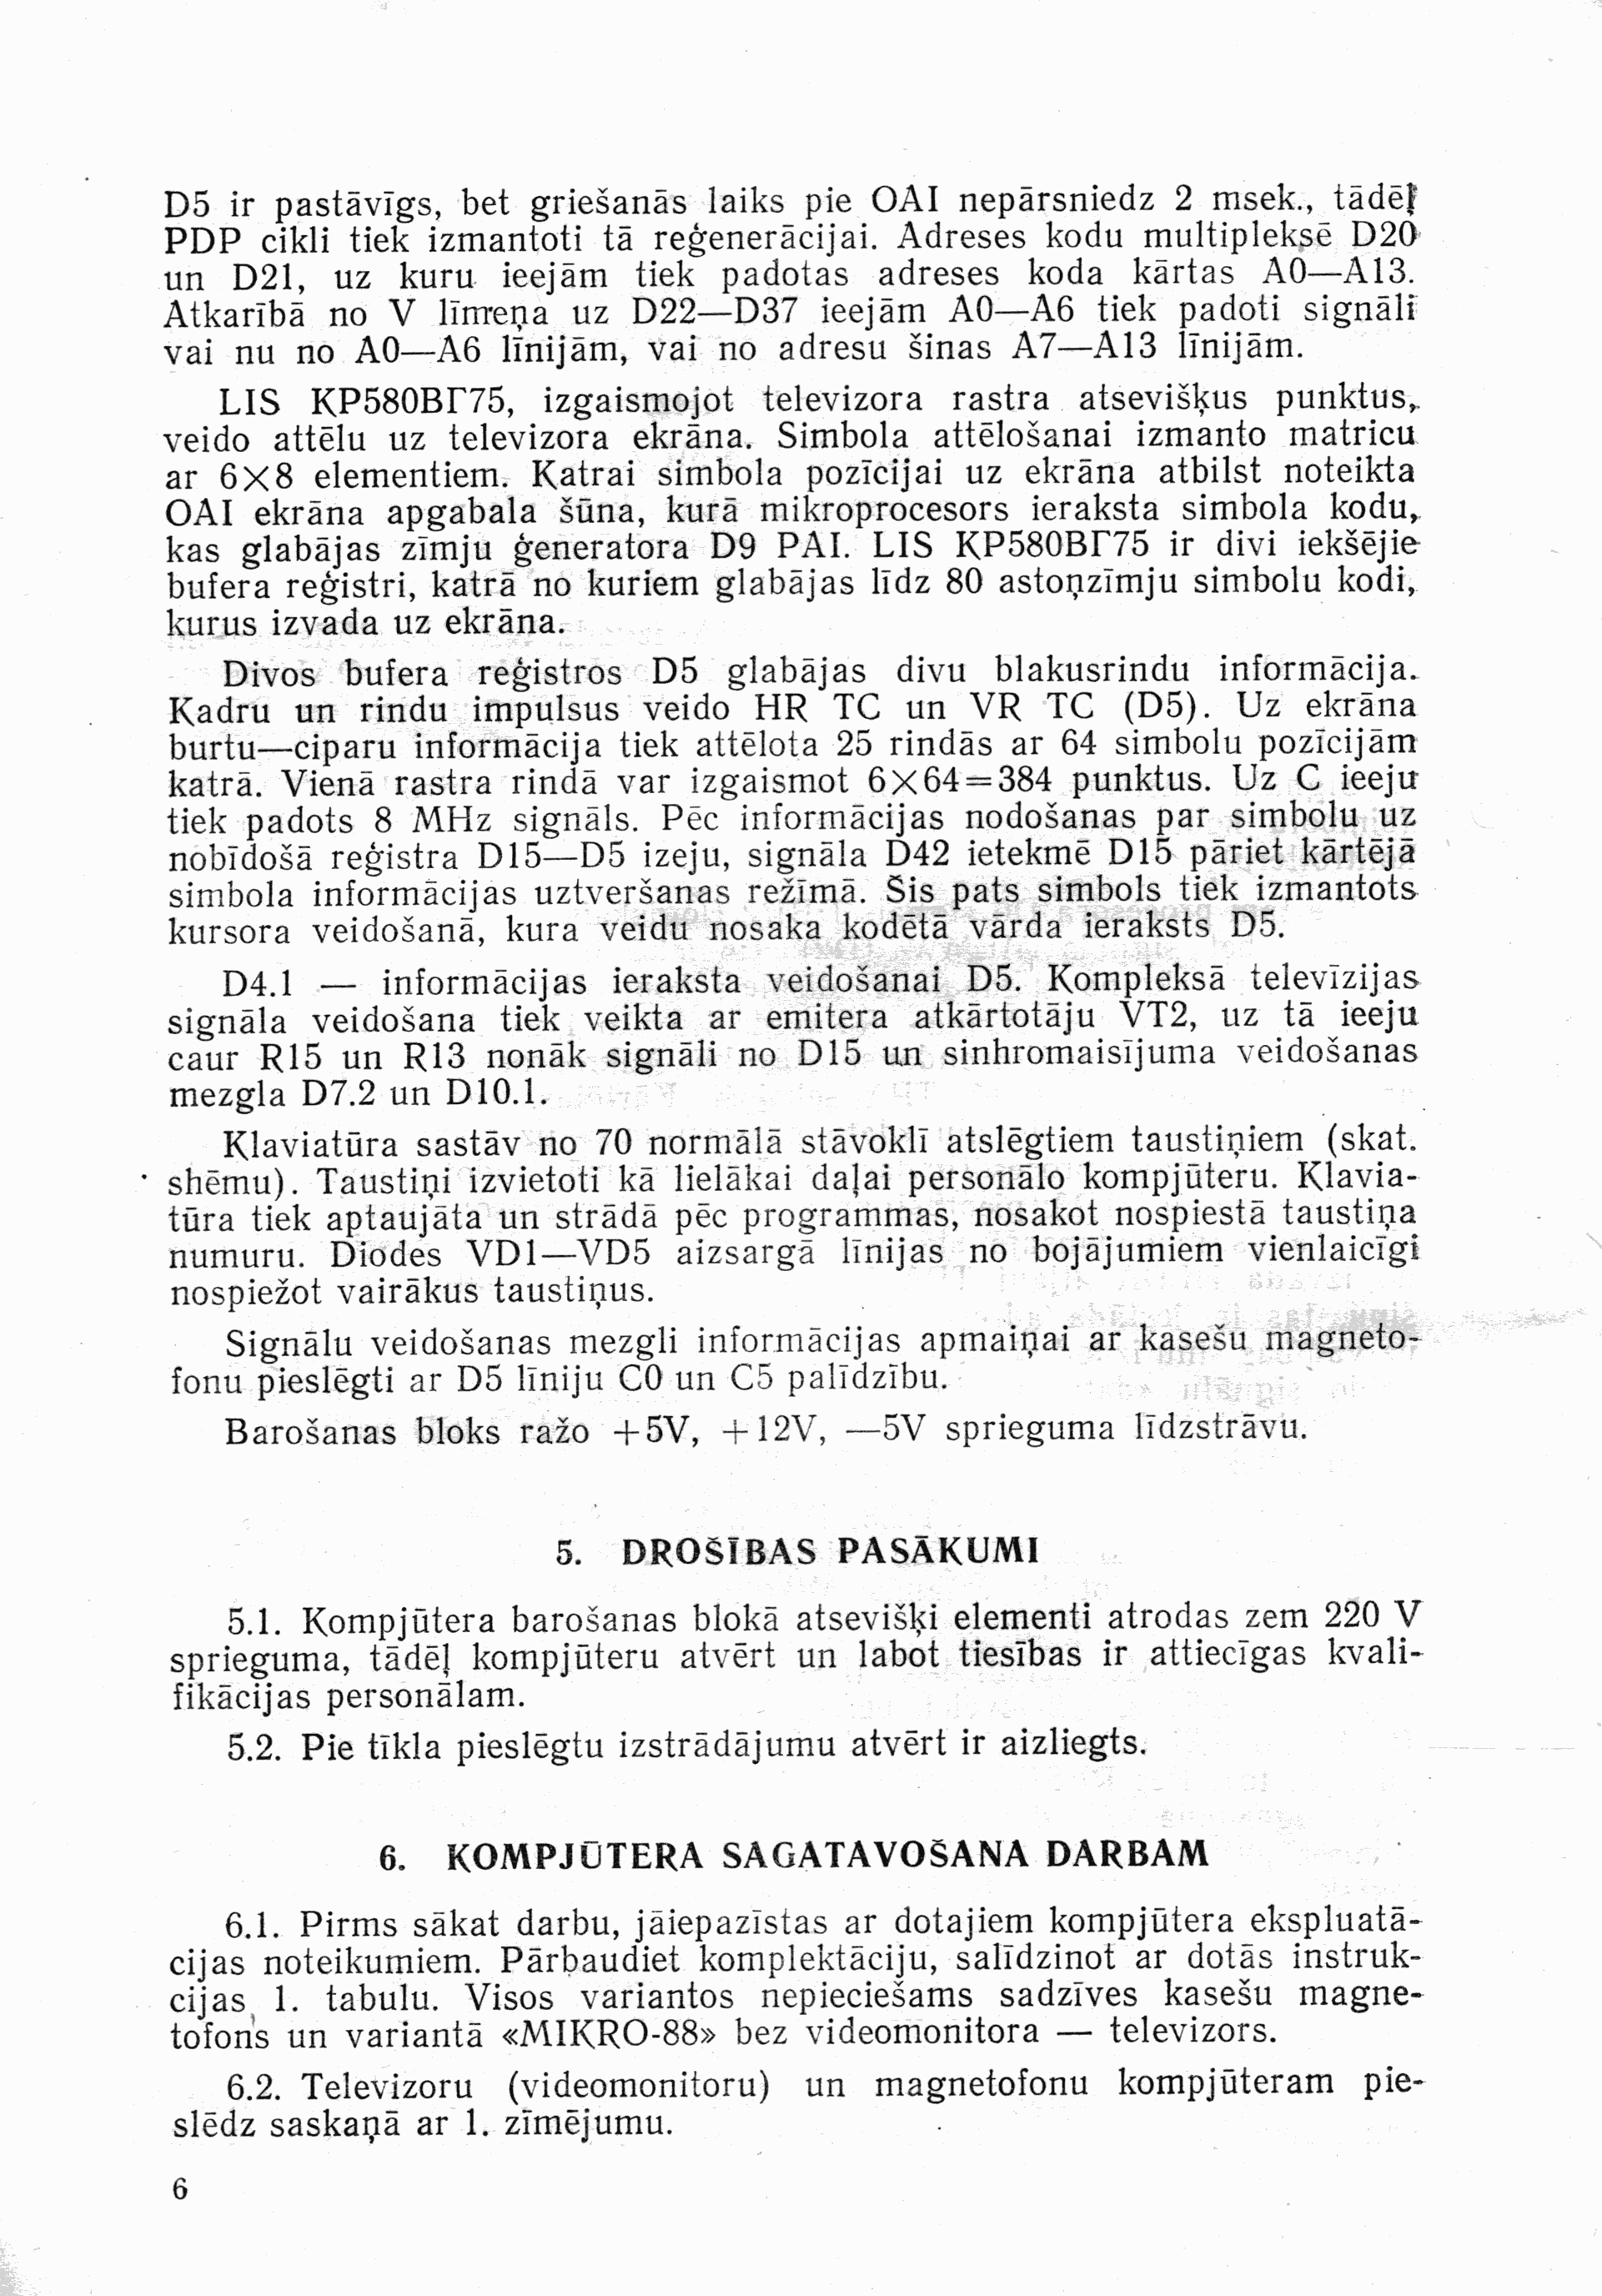 D5 ir pastāvīgs, bet griešanās laiks pie OAI nepārsniedz 2 msek., tādēļ
PDP cikli tiek izmantoti tā reģenerācijai. Adreses kodu multipleksē D20
un D21, uz kuru ieejām tiek padotas adreses koda kārtas A0—A13.
Atkarībā no V līmeņa uz D22—D37 ieejām A0—A6 tiek padoti signāli
vai nu no A0—A6 līnijām, vai no adresu šinas A7—A13 līnijām.
LIS КР580ВГ75, izgaismojot televizora rastra atsevišķus punktus,
veido attēlu uz televizora ekrāna. Simbola attēlošanai izmanto matricu
ar 6×8 elementiem. Katrai simbola pozīcijai uz ekrāna atbilst noteikta
OAI ekrāna apgabala šūna, kurā mikroprocesors ieraksta simbola kodu,
kas glabājas zīmju ģeneratora D9 PAI. LIS КР580ВГ75 ir divi iekšējie
bufera reģistri, katrā no kuriem glabājas līdz 80 astoņzīmju simbolu kodi,
kurus izvada uz ekrāna.
Divos bufera reģistros D5 glabājas divu blakusrindu informācija.
Kadru un rindu impulsus veido HR TC un VR TC (D5). Uz ekrāna
burtu—ciparu informācija tiek attēlota 25 rindās ar 64 simbolu pozīcijām
katrā. Vienā rastra rindā var izgaismot 6×64=384 punktus. Uz C ieeju
tiek padots 8 MHz signāls. Pēc informācijas nodošanas par simbolu uz
nobīdošā reģistra D15—D5 izeju, signāla D42 ietekmē D15 pāriet kārtējā
simbola informācijas uztveršanas režīmā. Šis pats simbols tiek izmantots
kursora veidošanā, kura veidu nosaka kodētā vārda ieraksts D5.
D4.1 — informācijas ieraksta veidošanai D5. Kompleksā televīzijas
signāla veidošana tiek veikta ar emitera atkārtotāju VT2, uz tā ieeju
caur R15 un R13 nonāk signāli no D15 un sinhromaisījuma veidošanas
mezgla D7.2 un D10.1.
Klaviatūra sastāv no 70 normālā stāvoklī atslēgtiem taustiņiem (skat.
shēmu). Taustiņi izvietoti kā lielākai daļai personālo kompjūteru. Klavia-
tūra tiek aptaujāta un strādā pēc programmas, nosakot nospiestā taustiņa
numuru. Diodes VD1—VD5 aizsargā līnijas no bojājumiem vienlaicīgi
nospiežot vairākus taustiņus.
Signālu veidošanas mezgli informācijas apmaiņai ar kasešu magneto-
fonu pieslēgti ar D5 līniju C0 un C5 palīdzību.
Barošanas bloks ražo +5V, +12V, —5V sprieguma līdzstrāvu.
5. DROŠĪBAS PASĀKUMI
5.1. Kompjūtera barošanas blokā atsevišķi elementi atrodas zem 220 V
sprieguma, tādēļ kompjūteru atvērt un labot tiesības ir attiecīgas kvali-
fikācijas personālam.
5.2. Pie tīkla pieslēgtu izstrādājumu atvērt ir aizliegts.
6. KOMPJŪTERA SAGATAVOŠANA DARBAM
6.1. Pirms sākat darbu, jāiepazīstas ar dotajiem kompjūtera ekspluatā-
cijas noteikumiem. Pārbaudiet komplektāciju, salīdzinot ar dotās instruk-
cijas 1. tabulu. Visos variantos nepieciešams sadzīves kasešu magne-
tofons un variantā «MIKRO-88» bez videomonitora — televizors.
6.2. Televizoru (videomonitoru) un magnetofonu kompjūteram pie-
slēdz saskaņā ar 1. zīmējumu.
6